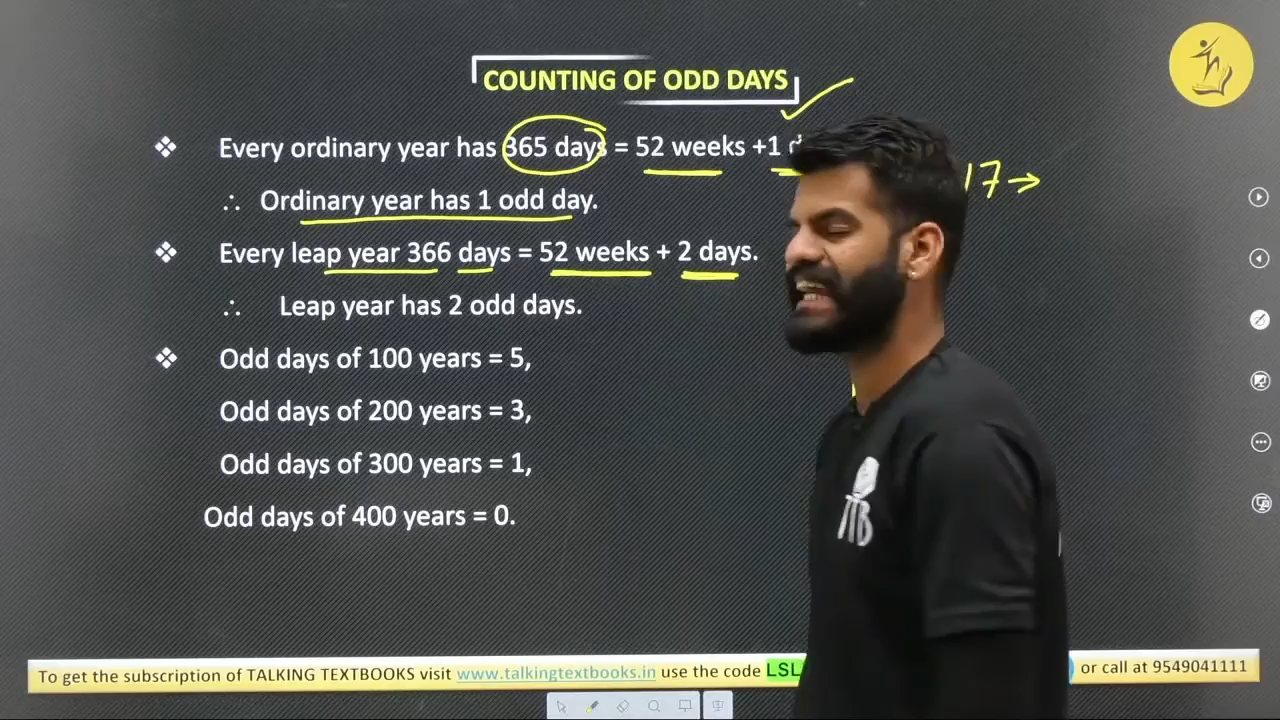 COUNTING OF ODD DAYS
❖ Every ordinary year has 365 days = 52 weeks +1
17→
∴ Ordinary year has 1 odd day.
❖ Every leap year 366 days = 52 weeks + 2 days.
∴ Leap year has 2 odd days.
❖ Odd days of 100 years = 5,
Odd days of 200 years = 3,
Odd days of 300 years = 1,
Odd days of 400 years = 0.
TTB
To get the subscription of TALKING TEXTBOOKS visit www.talkingtextbooks.in use the code LSL or call at 9549041111